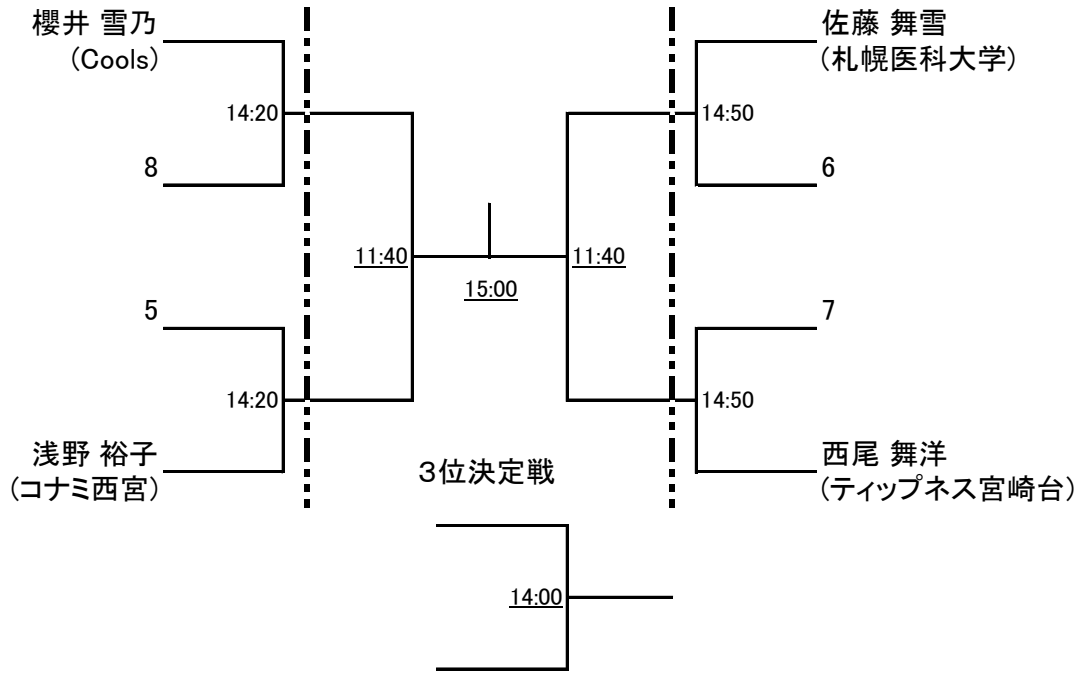 櫻井 雪乃
(Cools)
佐藤 舞雪
(札幌医科大学)
14:20
14:50
8
6
11:40
11:40
15:00
5
7
14:20
14:50
浅野 裕子
(コナミ西宮)
3位決定戦
西尾 舞洋
(ティップネス宮崎台)
14:00